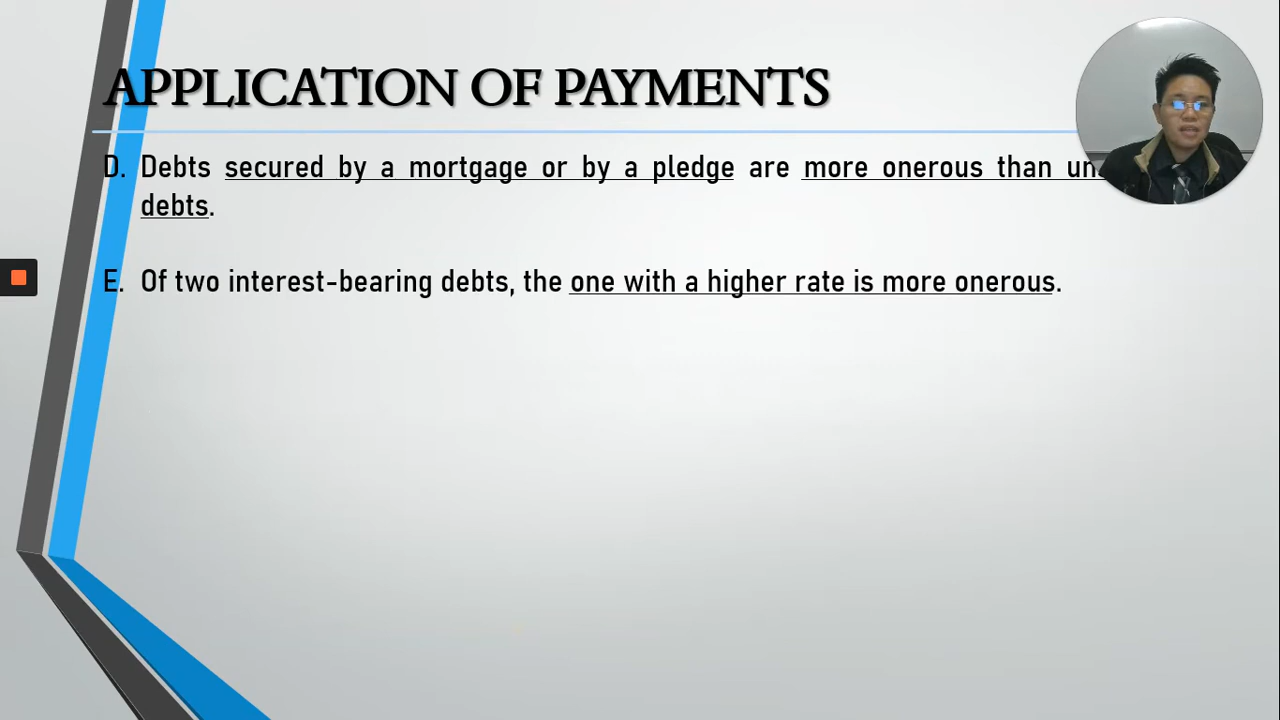 APPLICATION OF PAYMENTS
D. Debts secured by a mortgage or by a pledge are more onerous than
debts.
E. Of two interest-bearing debts, the one with a higher rate is more onerous.